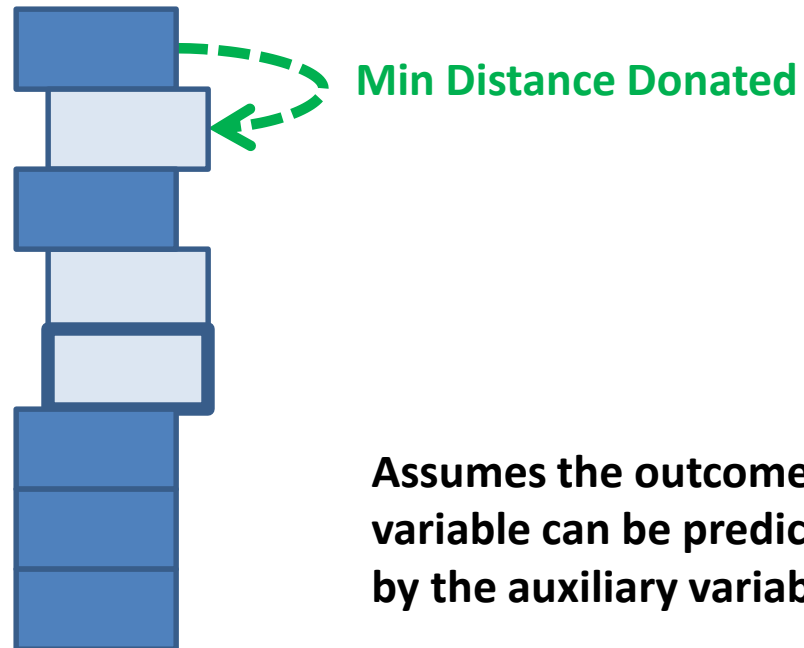 Min Distance Donated
Assumes the outcome
variable can be predic
by the auxiliary variab